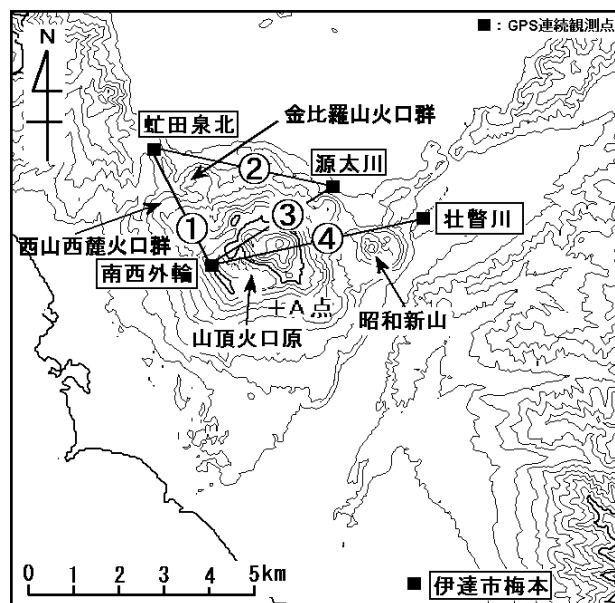 ■：GPS連続観測点
N
金比羅山火口群
虻田泉北
②
源太川
西山西麓火口群
①
③
④
壮瞥川
南西外輪
＋A点
昭和新山
山頂火口原
0 1 2 3 4 5km
伊達市梅本